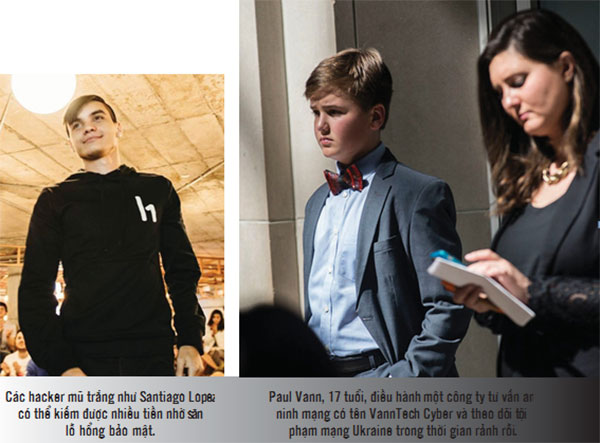 h
Các hacker mũ trắng như Santiago Lopez
có thể kiếm được nhiều tiền nhờ săn
lỗ hổng bảo mật.
Paul Vann, 17 tuổi, điều hành một công ty tư vấn an
ninh mạng có tên VannTech Cyber và theo dõi tội
phạm mạng Ukraine trong thời gian rảnh rỗi.